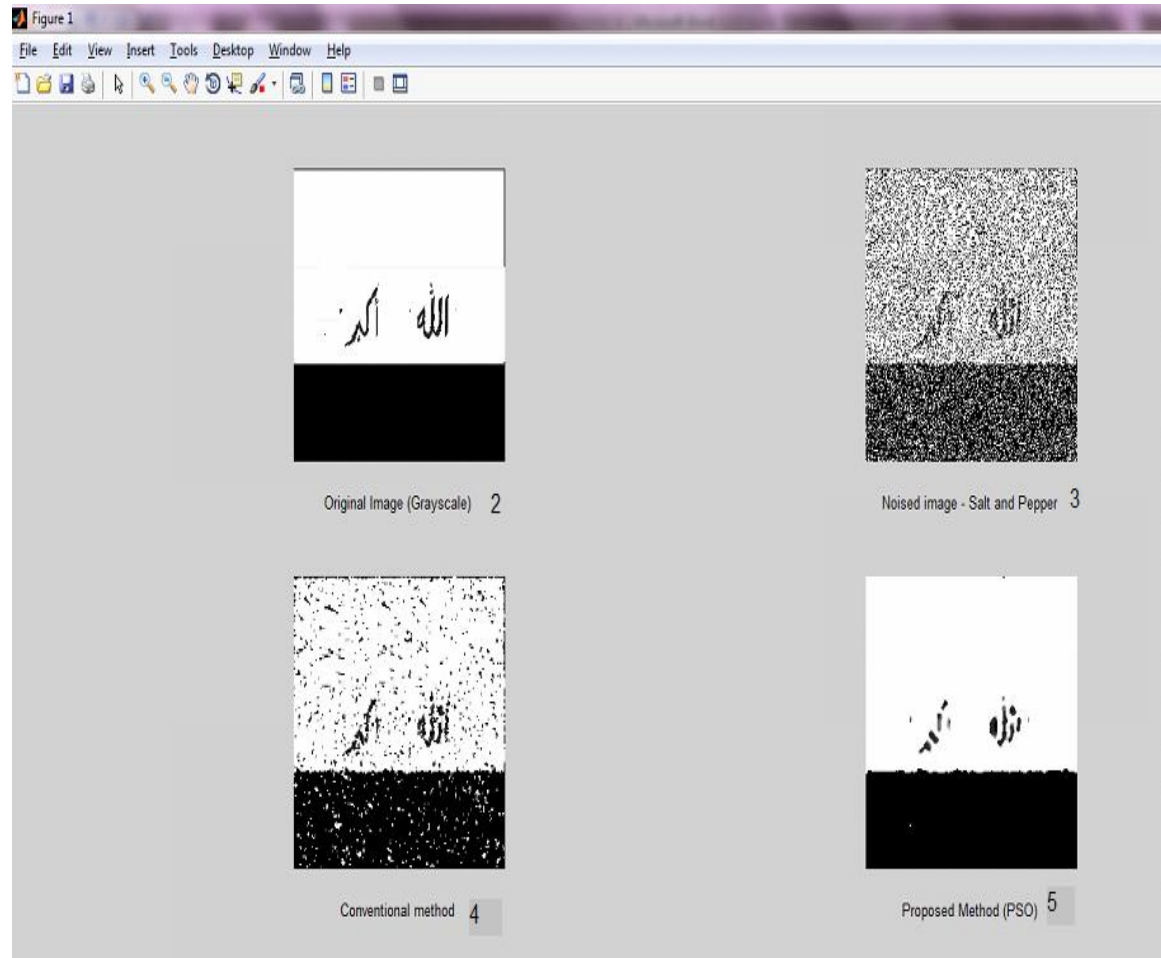 Figure 1
File Edit View Insert Tools Desktop Window Help
أكبر الله
Original Image (Grayscale) 2
Noised image - Salt and Pepper 3
Conventional method 4
Proposed Method (PSO) 5